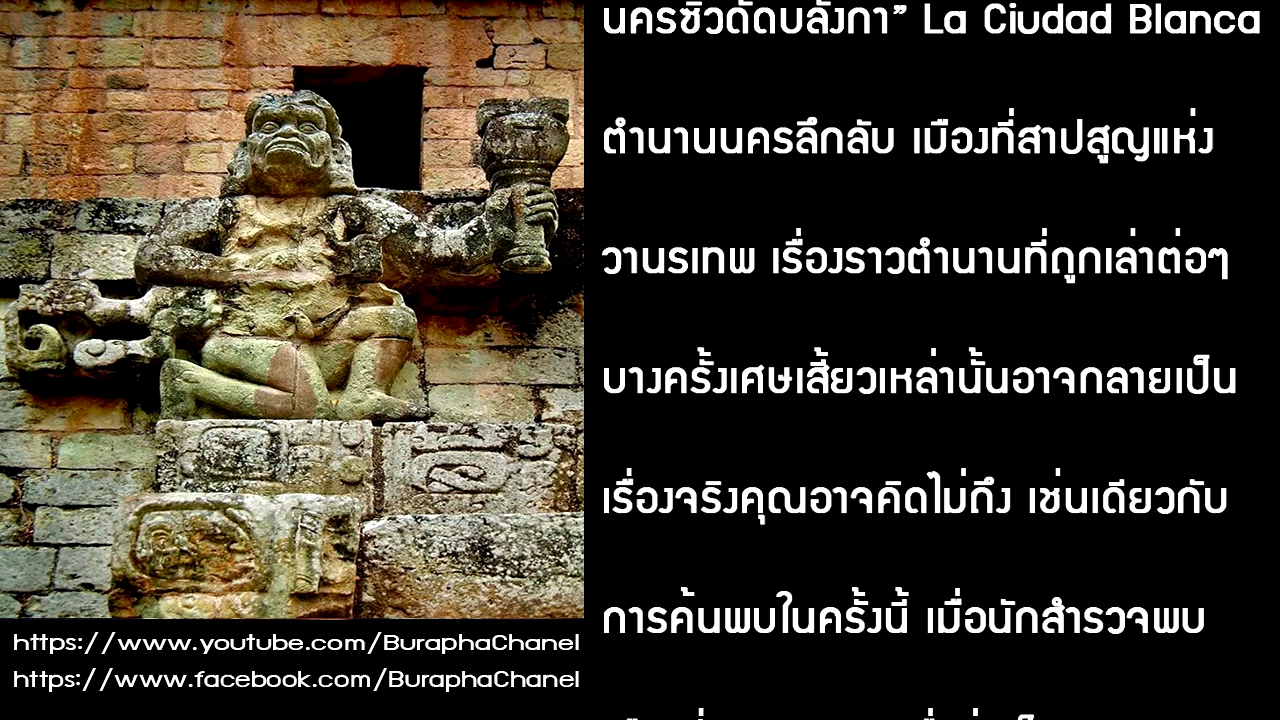 นครซิวดัดบลังกา” La Ciudad Blanca
ตำนานนครลึกลับ เมืองที่สาปสูญแห่ง
วานรเทพ เรื่องราวตำนานที่ถูกเล่าต่อๆ
บางครั้งเศษเสี้ยวเหล่านั้นอาจกลายเป็น
เรื่องจริงคุณอาจคิดไม่ถึง เช่นเดียวกับ
การค้นพบในครั้งนี้ เมื่อนักสำรวจพบ
https://www.youtube.com/BuraphaChanel
https://www.facebook.com/BuraphaChanel